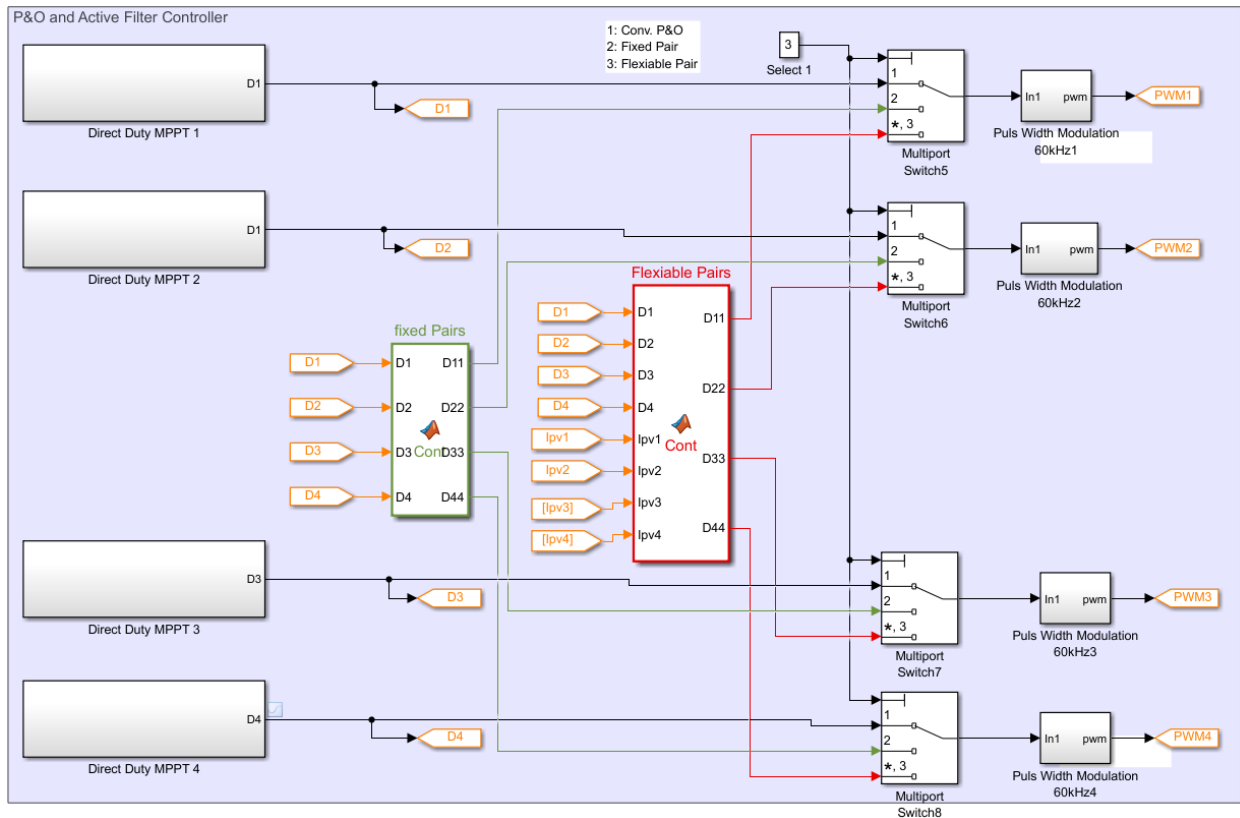 P&O and Active Filter Controller
1: Conv. P&O
2: Fixed Pair
3: Flexiable Pair
3
Select 1
D1
Direct Duty MPPT 1
D1
1
2
*, 3
Multiport
Switch5
In1 pwm
Puls Width Modulation
60kHz1
PWM1
D1
Direct Duty MPPT 2
D2
1
2
*, 3
Multiport
Switch6
In1 pwm
Puls Width Modulation
60kHz2
PWM2
fixed Pairs
D1 D1 D11
D2 D2 D22
D3 D3 D33
D4 D4 D44
Cont
Flexiable Pairs
D1 D1 D11
D2 D2
D3 D3 D22
D4 D4
Ipv1 Ipv1 Cont
Ipv2 Ipv2 D33
[Ipv3] Ipv3
[Ipv4] Ipv4 D44
D3
Direct Duty MPPT 3
D3
1
2
*, 3
Multiport
Switch7
In1 pwm
Puls Width Modulation
60kHz3
PWM3
D4
Direct Duty MPPT 4
D4
1
2
*, 3
Multiport
Switch8
In1 pwm
Puls Width Modulation
60kHz4
PWM4